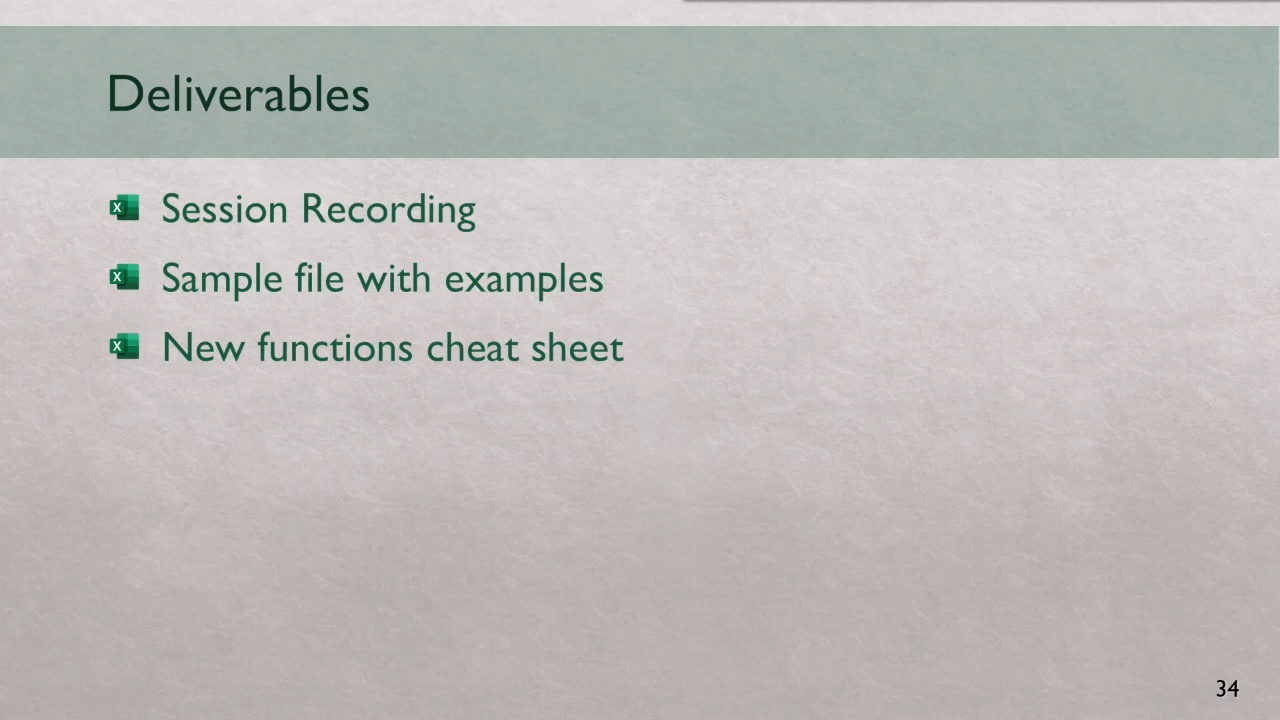 Deliverables
Session Recording
Sample file with examples
New functions cheat sheet
34